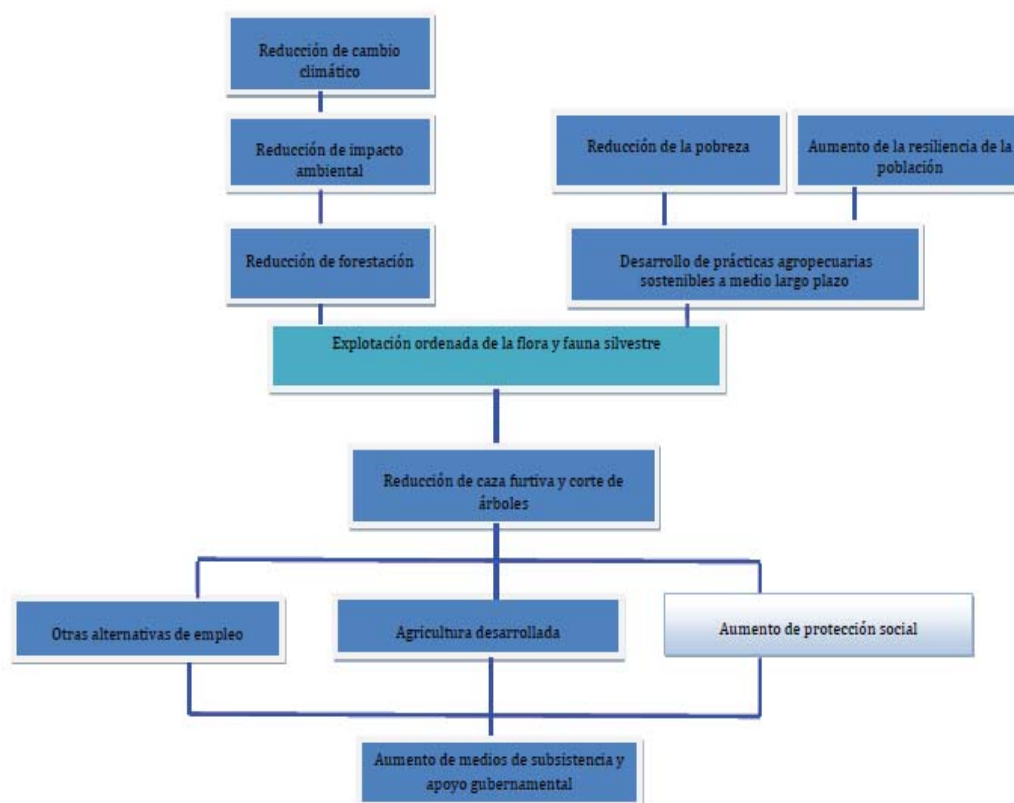 Reducción de cambio
climático
Reducción de impacto
ambiental
Reducción de la pobreza
Aumento de la resiliencia de la
población
Reducción de forestación
Desarrollo de prácticas agropecuarias
sostenibles a medio largo plazo
Explotación ordenada de la flora y fauna silvestre
Reducción de caza furtiva y corte de
árboles
Otras alternativas de empleo
Agricultura desarrollada
Aumento de protección social
Aumento de medios de subsistencia y
apoyo gubernamental